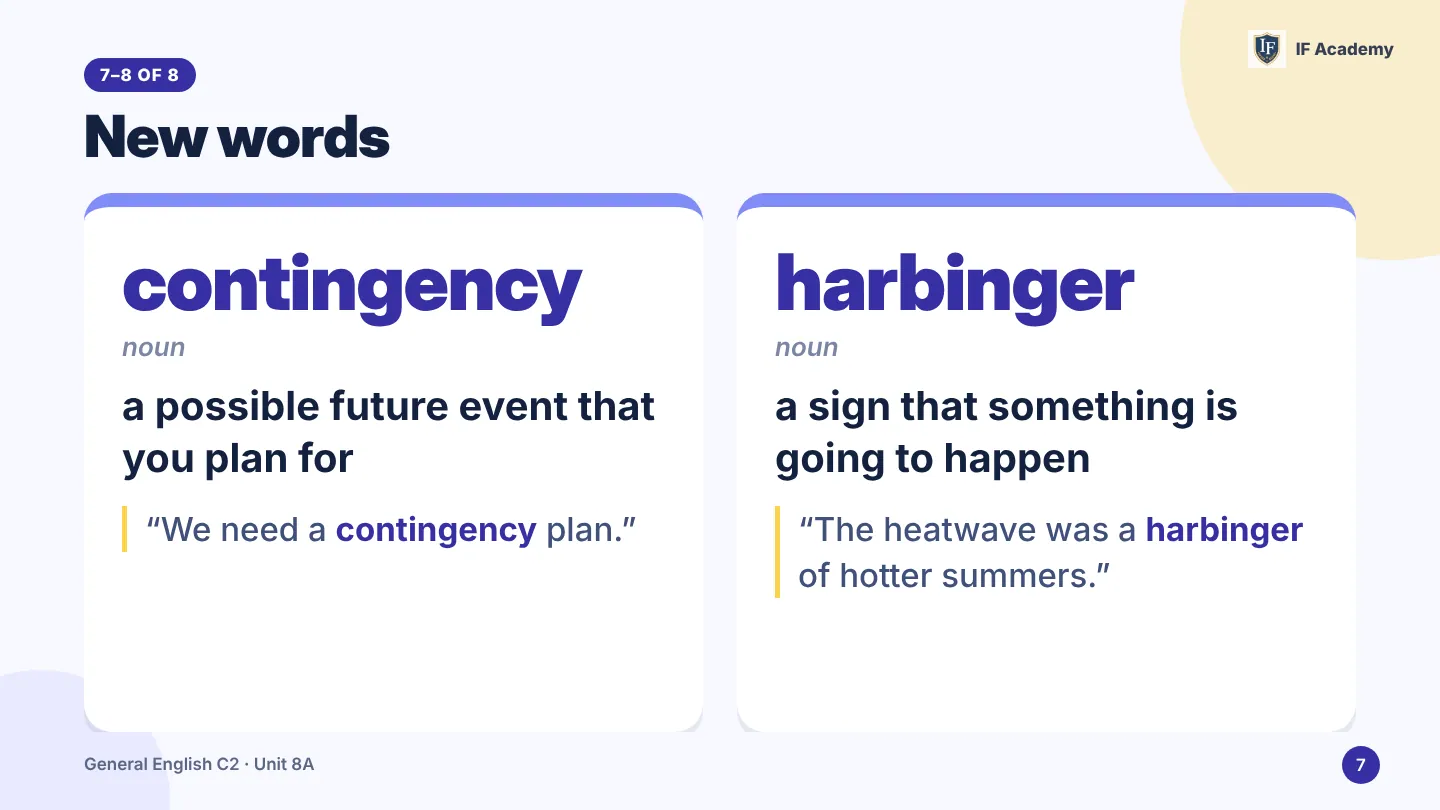 IF
IF Academy
7–8 OF 8
New words
contingency
noun
a possible future event that
you plan for
“We need a contingency plan.”
harbinger
noun
a sign that something is
going to happen
“The heatwave was a harbinger
of hotter summers.”
General English C2 · Unit 8A
7